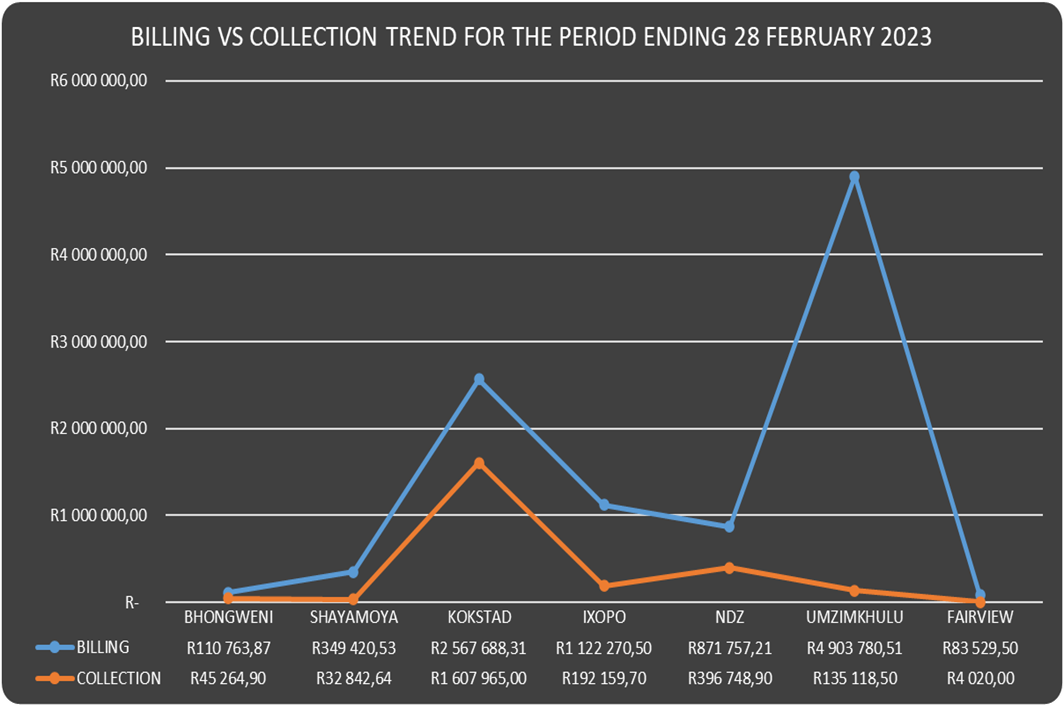 BILLING VS COLLECTION TREND FOR THE PERIOD ENDING 28 FEBRUARY 2023
R6 000 000,00
R5 000 000,00
R4 000 000,00
R3 000 000,00
R2 000 000,00
R1 000 000,00
R-
BHONGWENI SHAYAMOYA KOKSTAD IXOPO NDZ UMZIMKHULU FAIRVIEW
BILLING R110 763,87 R349 420,53 R2 567 688,31 R1 122 270,50 R871 757,21 R4 903 780,51 R83 529,50
COLLECTION R45 264,90 R32 842,64 R1 607 965,00 R192 159,70 R396 748,90 R135 118,50 R4 020,00